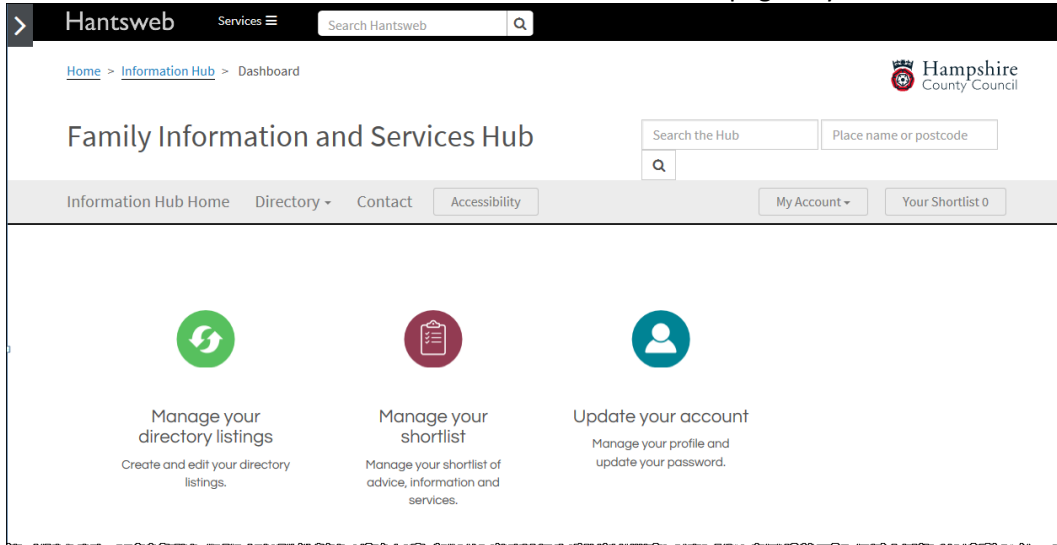 Hantsweb Services Search Hantsweb
Home > Information Hub > Dashboard
Hampshire
County Council
Family Information and Services Hub
Search the Hub Place name or postcode
Information Hub Home Directory Contact Accessibility My Account Your Shortlist 0
Manage your
directory listings
Create and edit your directory
listings.
Manage your
shortlist
Manage your shortlist of
advice, information and
services.
Update your account
Manage your profile and
update your password.